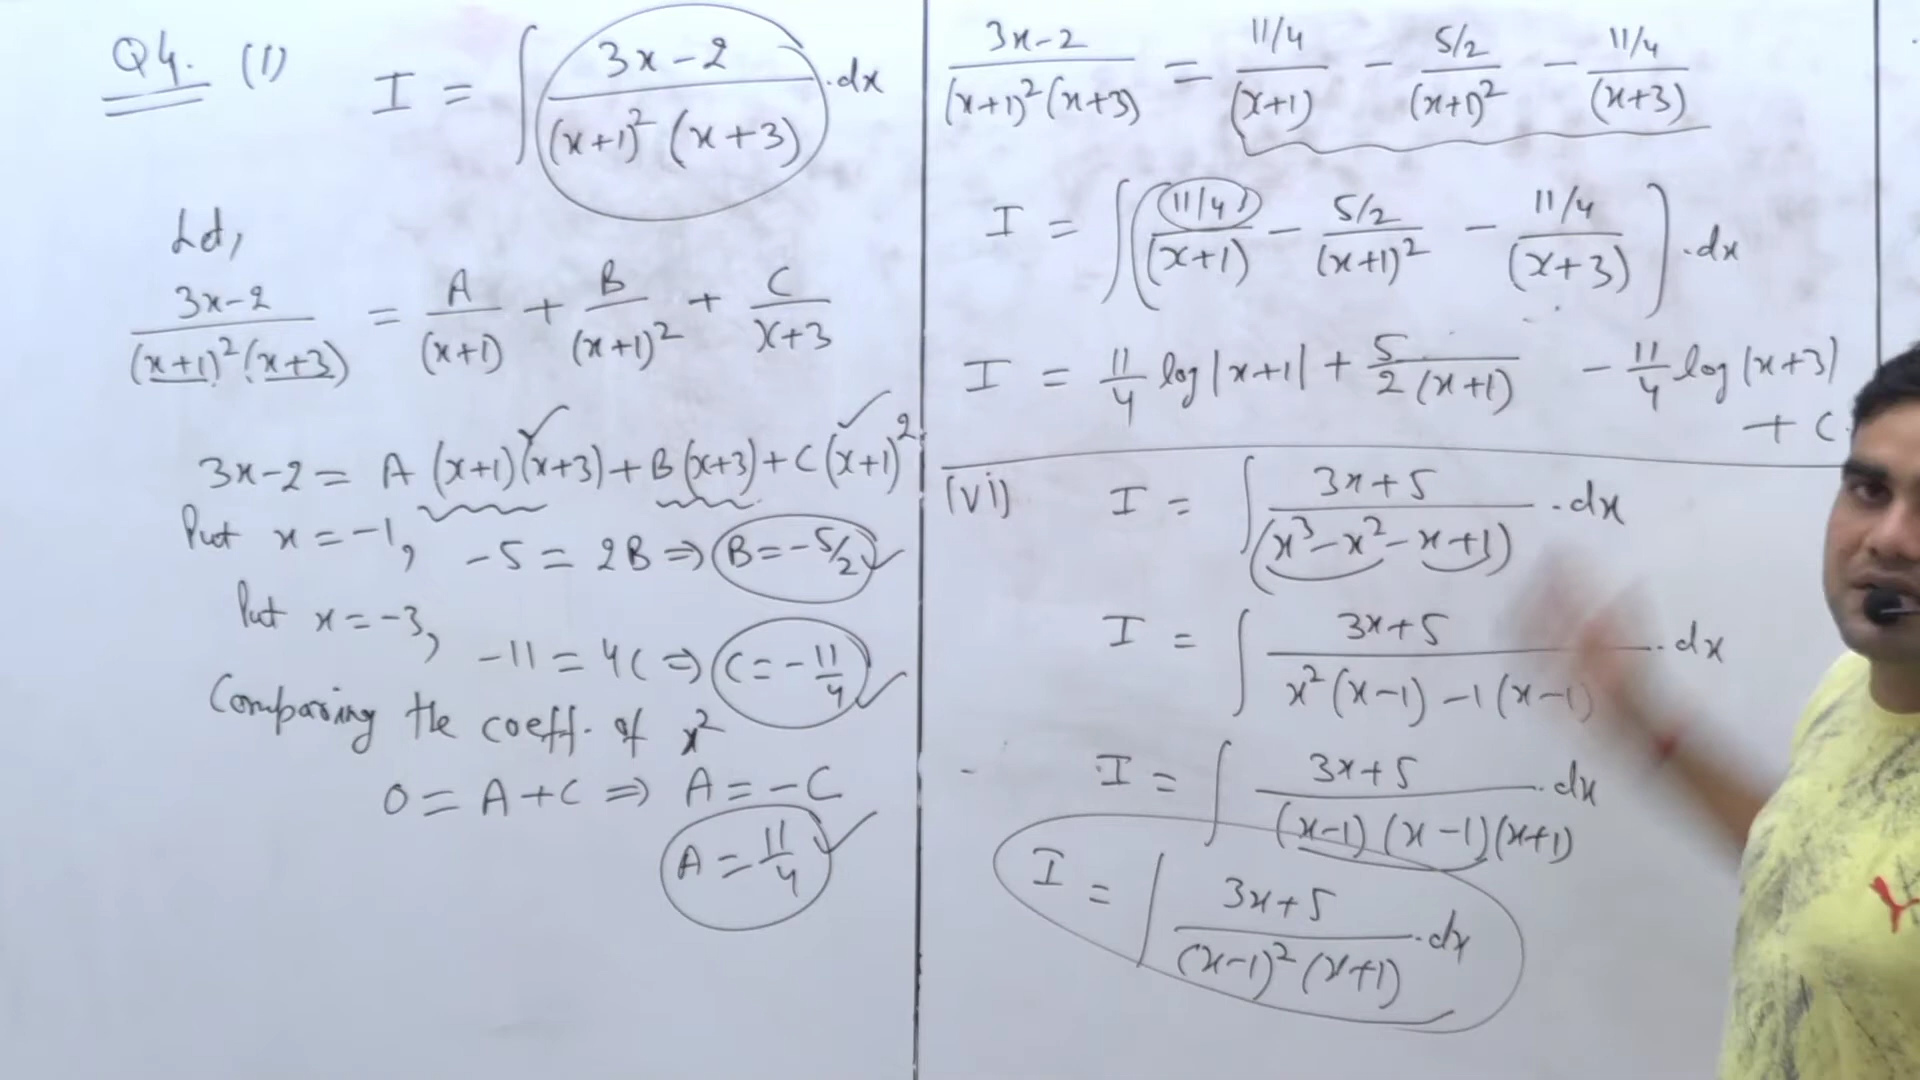 Q4. (1) I = ∫ (3x-2)/((x+1)²(x+3)) .dx
Let,
(3x-2)/((x+1)²(x+3)) = A/(x+1) + B/(x+1)² + C/(x+3)
3x-2 = A (x+1)(x+3) + B(x+3) + C(x+1)²
Put x = -1, -5 = 2B ⇒ B = -5/2
Put x = -3, -11 = 4C ⇒ C = -11/4
Comparing the coeff. of x²
0 = A+C ⇒ A = -C
A = 11/4
(3x-2)/((x+1)²(x+3)) = (11/4)/(x+1) - (5/2)/(x+1)² - (11/4)/(x+3)
I = ∫((11/4)/(x+1) - (5/2)/(x+1)² - (11/4)/(x+3)) .dx
I = 11/4 log|x+1| + 5/(2(x+1)) - 11/4 log|x+3|
+ C.
(vi) I = ∫ (3x+5)/(x³-x²-x+1) .dx
I = ∫ (3x+5)/(x²(x-1) -1(x-1)) .dx
I = ∫ (3x+5)/((x-1)(x-1)(x+1)) .dx
I = ∫ (3x+5)/((x-1)²(x+1)) .dx